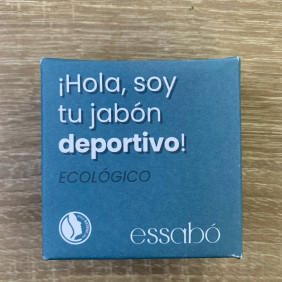 ¡Hola, soy
tu jabón
deportivo!
ECOLÓGICO
essabó